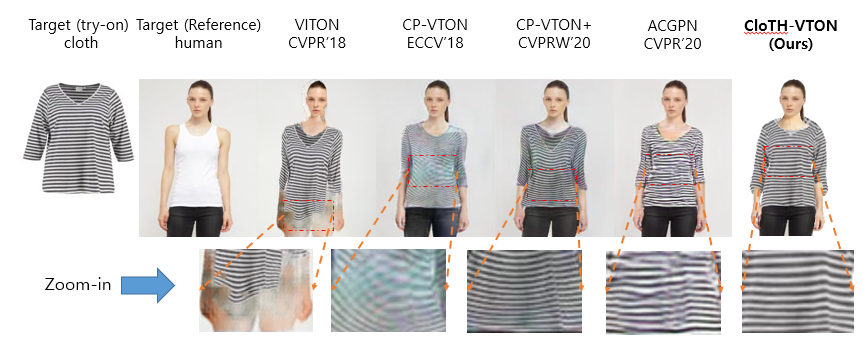 Target (try-on)
cloth
Target (Reference)
human
VITON
CVPR'18
CP-VTON
ECCV'18
CP-VTON+
CVPRW'20
ACGPN
CVPR'20
CloTH-VTON
(Ours)
Zoom-in